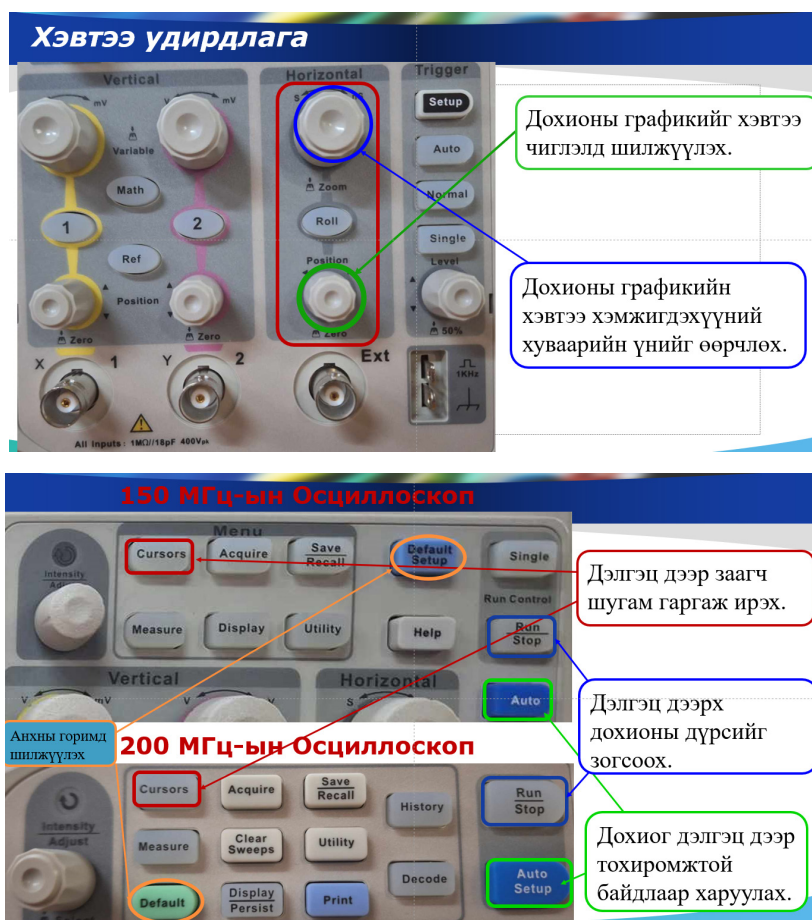 Хэвтээ удирдлага
Vertical
Horizontal
Trigger
mV
V
mV
S
nS
Setup
Variable
Zoom
Auto
Math
Normal
1
2
Roll
Ref
Single
Position
Level
Position
Zero
Zero
Zero
50%
X
1
Y
2
Ext
1KHz
All inputs: 1MΩ//18pF 400Vpk
Дохионы графикийг хэвтээ
чиглэлд шилжүүлэх.
Дохионы графикийн
хэвтээ хэмжигдэхүүний
хуваарийн үнийг өөрчлөх.
150 МГц-ын Осциллоскоп
Menu
Cursors
Acquire
Save
Recall
Default
Setup
Single
Intensity
Adjust
Run Control
Measure
Display
Utility
Help
Run
Stop
Vertical
Horizontal
V
mV
V
S
Auto
Дэлгэц дээр заагч
шугам гаргаж ирэх.
Дэлгэц дээрх
дохионы дүрсийг
зогсоох.
Анхны горимд
шилжүүлэх
200 МГц-ын Осциллоскоп
Cursors
Acquire
Save
Recall
History
Run
Stop
Intensity
Adjust
Measure
Clear
Sweeps
Utility
Decode
Auto
Setup
Default
Display
Persist
Print
Дохиог дэлгэц дээр
тохиромжтой
байдлаар харуулах.